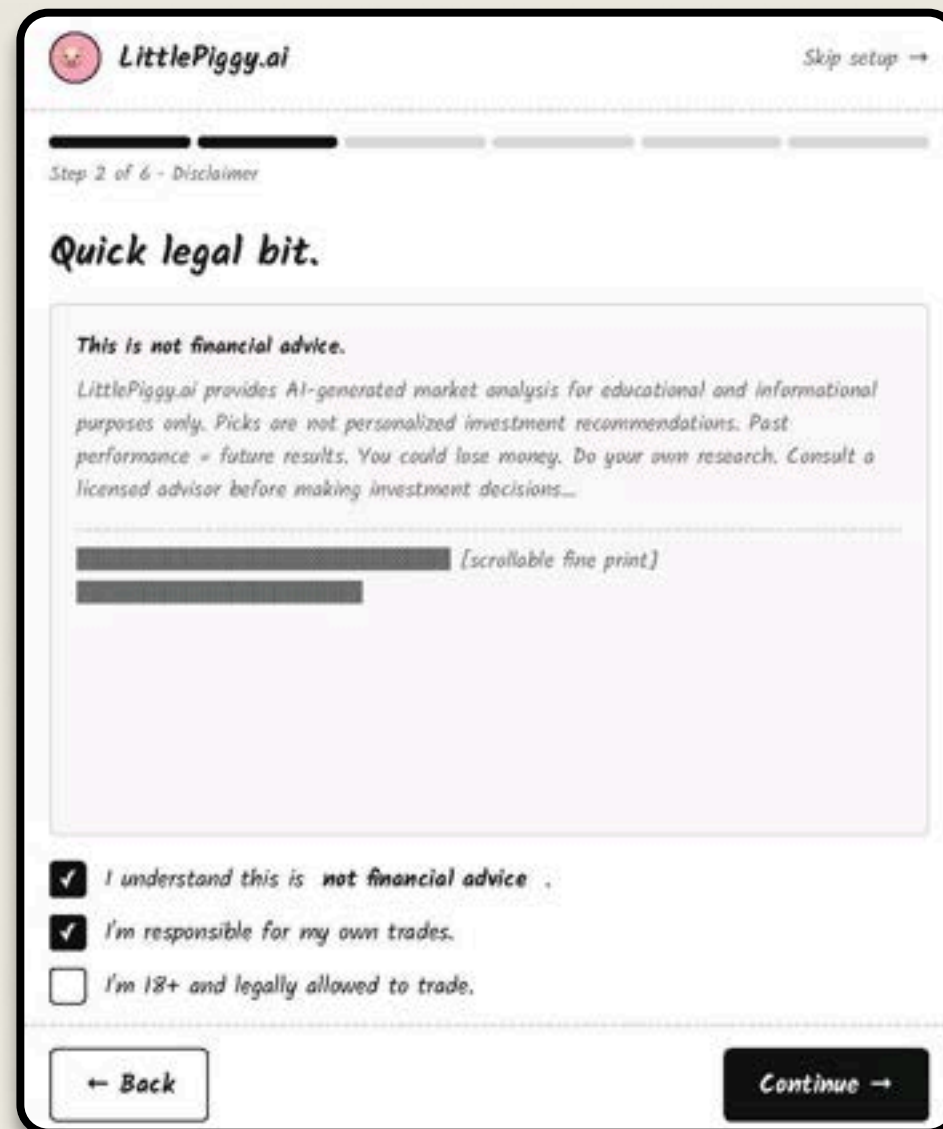 LittlePiggy.ai
Skip setup →
Step 2 of 6 - Disclaimer
Quick legal bit.
This is not financial advice.
LittlePiggy.ai provides AI-generated market analysis for educational and informational
purposes only. Picks are not personalized investment recommendations. Past
performance ≠ future results. You could lose money. Do your own research. Consult a
licensed advisor before making investment decisions...
[scrollable fine print]
I understand this is not financial advice .
I'm responsible for my own trades.
I'm 18+ and legally allowed to trade.
← Back
Continue →